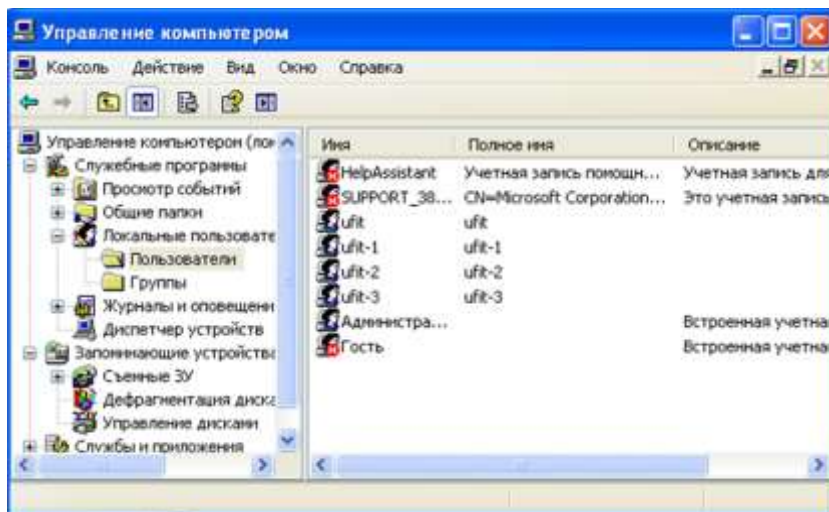 Управление компьютером
Консоль Действие Вид Окно Справка
Управление компьютером (лок
Служебные программы
Просмотр событий
Общие папки
Локальные пользовате
Пользователи
Группы
Журналы и оповещени
Диспетчер устройств
Запоминающие устройства
Съемные ЗУ
Дефрагментация диска
Управление дисками
Службы и приложения
Имя Полное имя Описание
HelpAssistant Учетная запись помощн... Учетная запись для
SUPPORT_38... CN=Microsoft Corporation... Это учетная запись
ufit ufit
ufit-1 ufit-1
ufit-2 ufit-2
ufit-3 ufit-3
Администра... Встроенная учетна
Гость Встроенная учетна